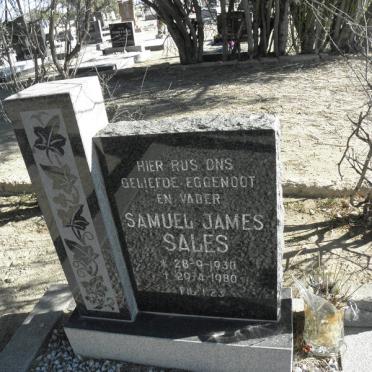 HIER RUS ONS
GELIEFDE EGGENOOT
EN VADER
SAMUEL JAMES
SALES
* 28-9-1930
† 20-4-1980